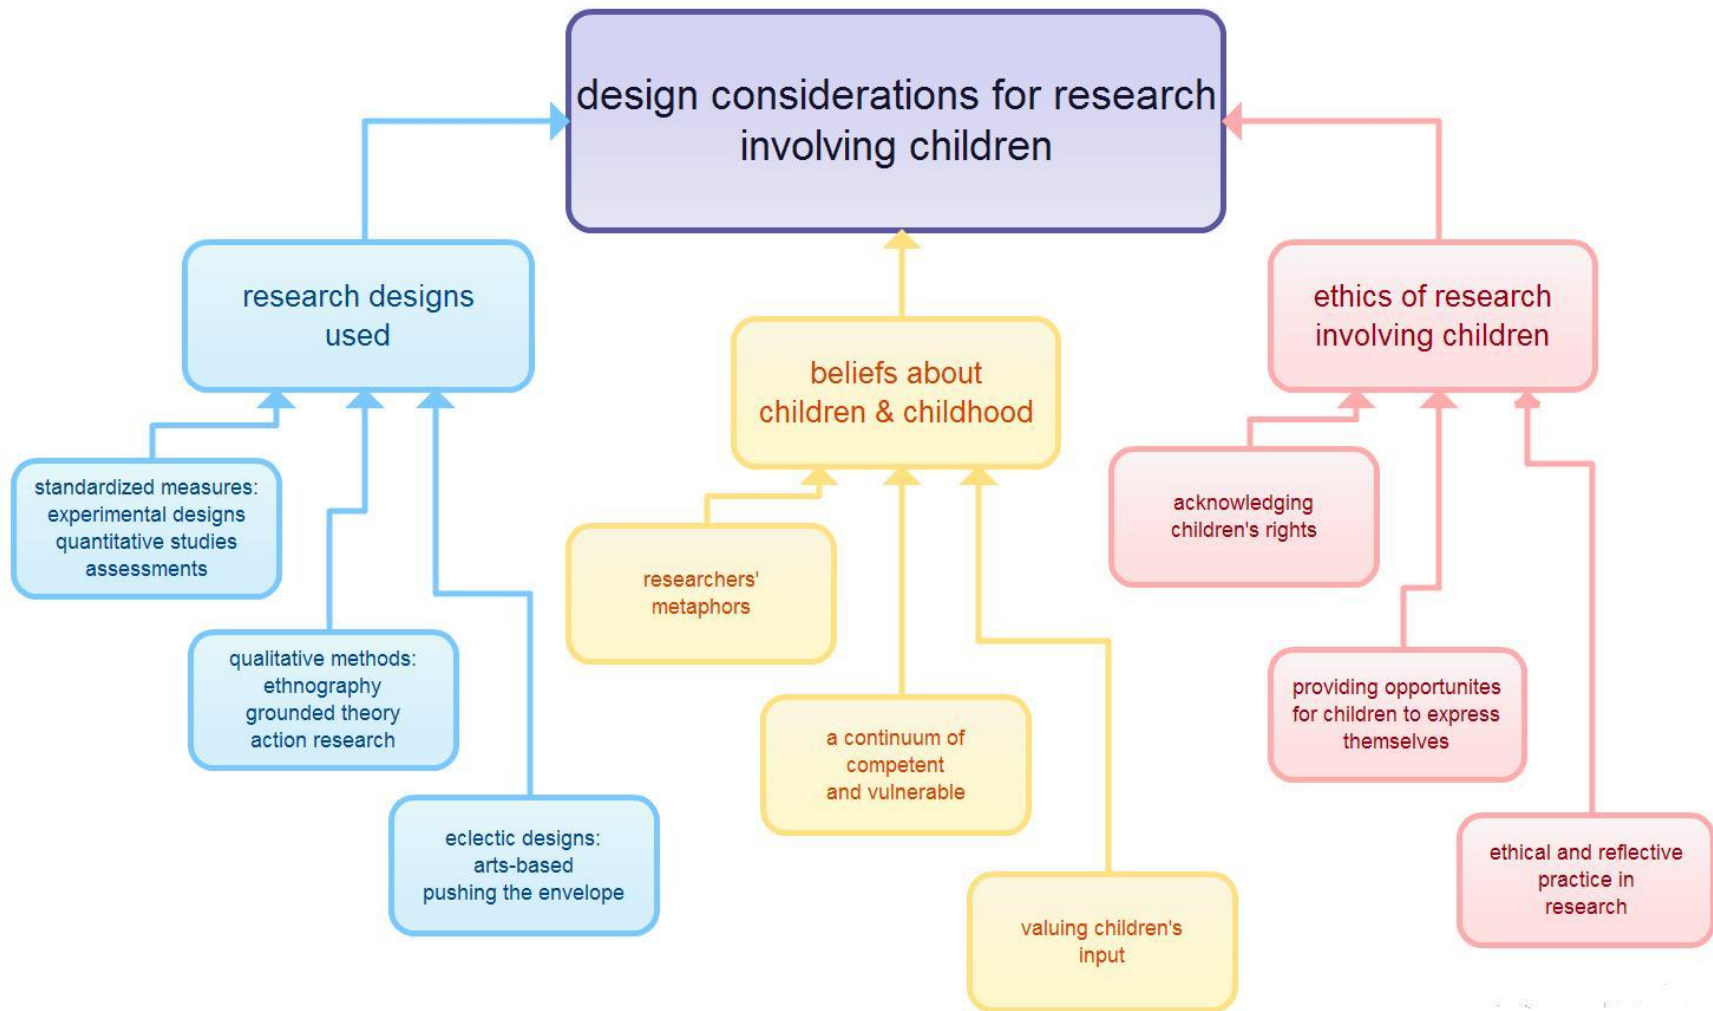 design considerations for research
involving children
research designs
used
standardized measures:
experimental designs
quantitative studies
assessments
qualitative methods:
ethnography
grounded theory
action research
eclectic designs:
arts-based
pushing the envelope
beliefs about
children & childhood
researchers'
metaphors
a continuum of
competent
and vulnerable
valuing children's
input
ethics of research
involving children
acknowledging
children's rights
providing opportunites
for children to express
themselves
ethical and reflective
practice in
research